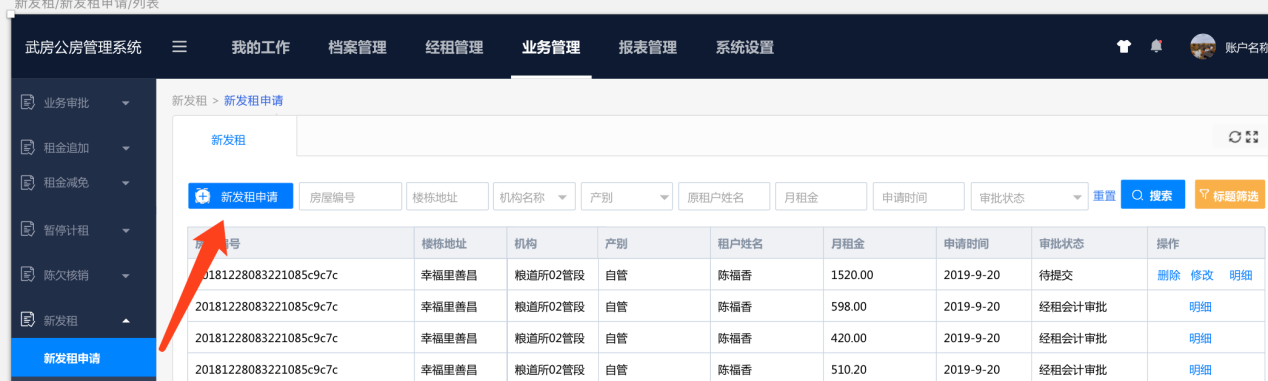 新发租/新发租申请/列表
武房公房管理系统 我的工作 档案管理 经租管理 业务管理 报表管理 系统设置 账户名称
业务审批
租金追加
租金减免
暂停计租
陈欠核销
新发租
新发租申请
新发租 > 新发租申请
新发租
新发租申请 房屋编号 楼栋地址 机构名称 产别 原租户姓名 月租金 申请时间 审批状态 重置 搜索 标题筛选
编号 楼栋地址 机构 产别 租户姓名 月租金 申请时间 审批状态 操作
20181228083221085c9c7c 幸福里善昌 粮道所02管段 自管 陈福香 1520.00 2019-9-20 待提交 删除 修改 明细
20181228083221085c9c7c 幸福里善昌 粮道所02管段 自管 陈福香 598.00 2019-9-20 经租会计审批 明细
20181228083221085c9c7c 幸福里善昌 粮道所02管段 自管 陈福香 420.00 2019-9-20 经租会计审批 明细
20181228083221085c9c7c 幸福里善昌 粮道所02管段 自管 陈福香 510.20 2019-9-20 经租会计审批 明细